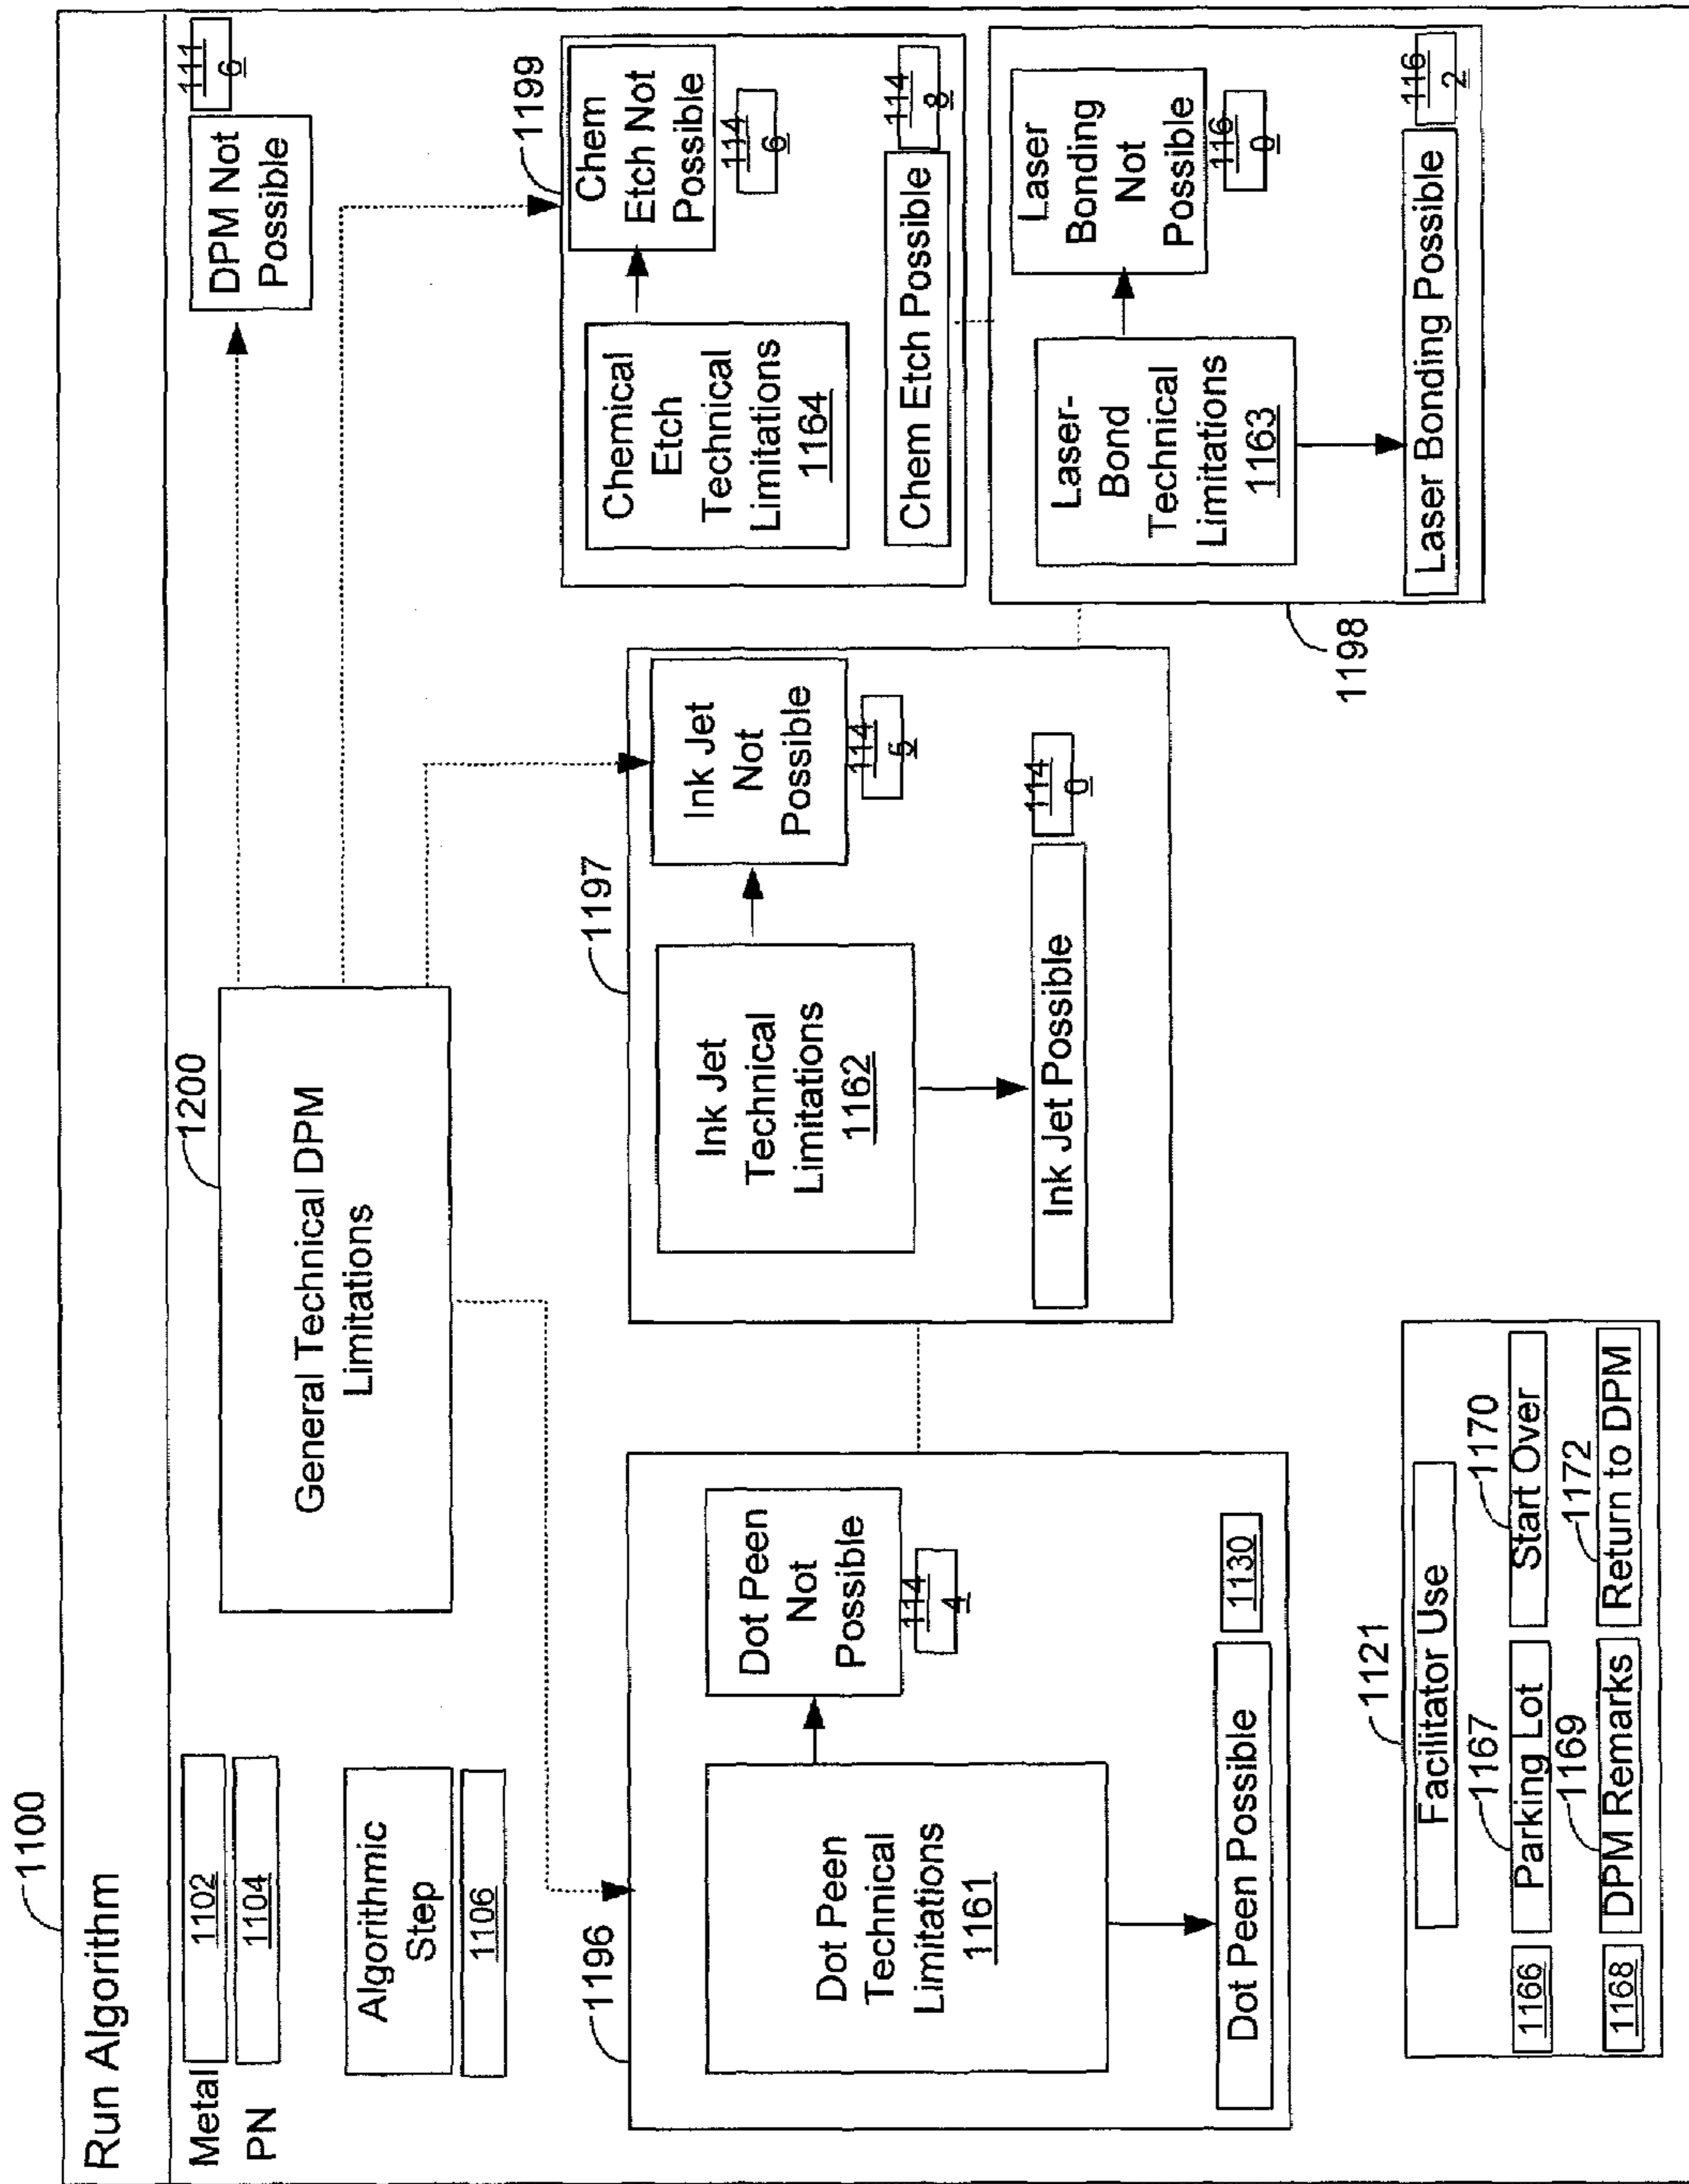 1100
Run Algorithm
Metal
1102
PN
1104
Algorithmic
Step
1106
1200
General Technical DPM
Limitations
DPM Not
Possible
111
6
1196
Dot Peen
Technical
Limitations
1161
Dot Peen
Not
Possible
114
4
Dot Peen Possible
1130
1197
Ink Jet
Technical
Limitations
1162
Ink Jet
Not
Possible
114
5
Ink Jet Possible
114
0
1199
Chemical
Etch
Technical
Limitations
1164
Chem
Etch Not
Possible
114
6
Chem Etch Possible
114
8
1198
Laser-
Bond
Technical
Limitations
1163
Laser
Bonding
Not
Possible
116
0
Laser Bonding Possible
116
2
1121
Facilitator Use
1166
1167
Parking Lot
1170
Start Over
1168
1169
DPM Remarks
1172
Return to DPM